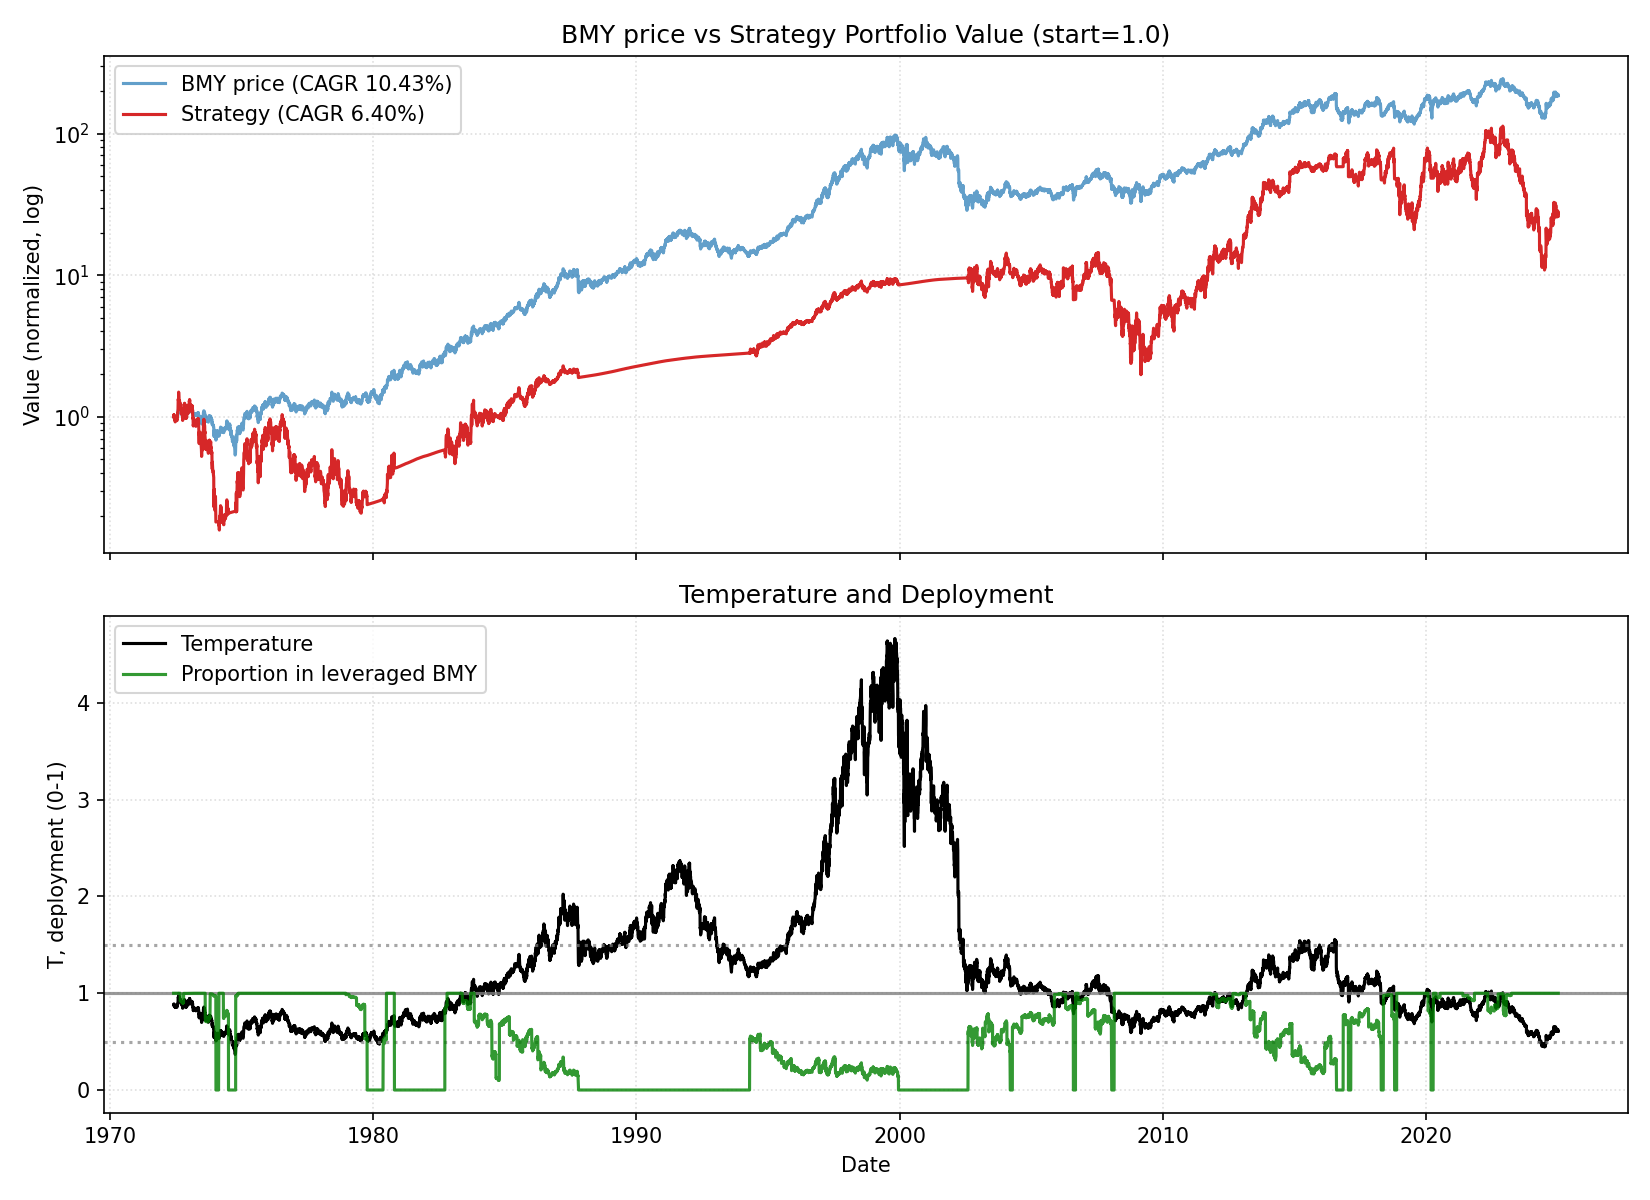 BMY price vs Strategy Portfolio Value (start=1.0)
BMY price (CAGR 10.43%)
Strategy (CAGR 6.40%)
Value (normalized, log)
10²
10¹
10⁰
Temperature and Deployment
Temperature
Proportion in leveraged BMY
T, deployment (0-1)
4
3
2
1
0
1970 1980 1990 2000 2010 2020
Date